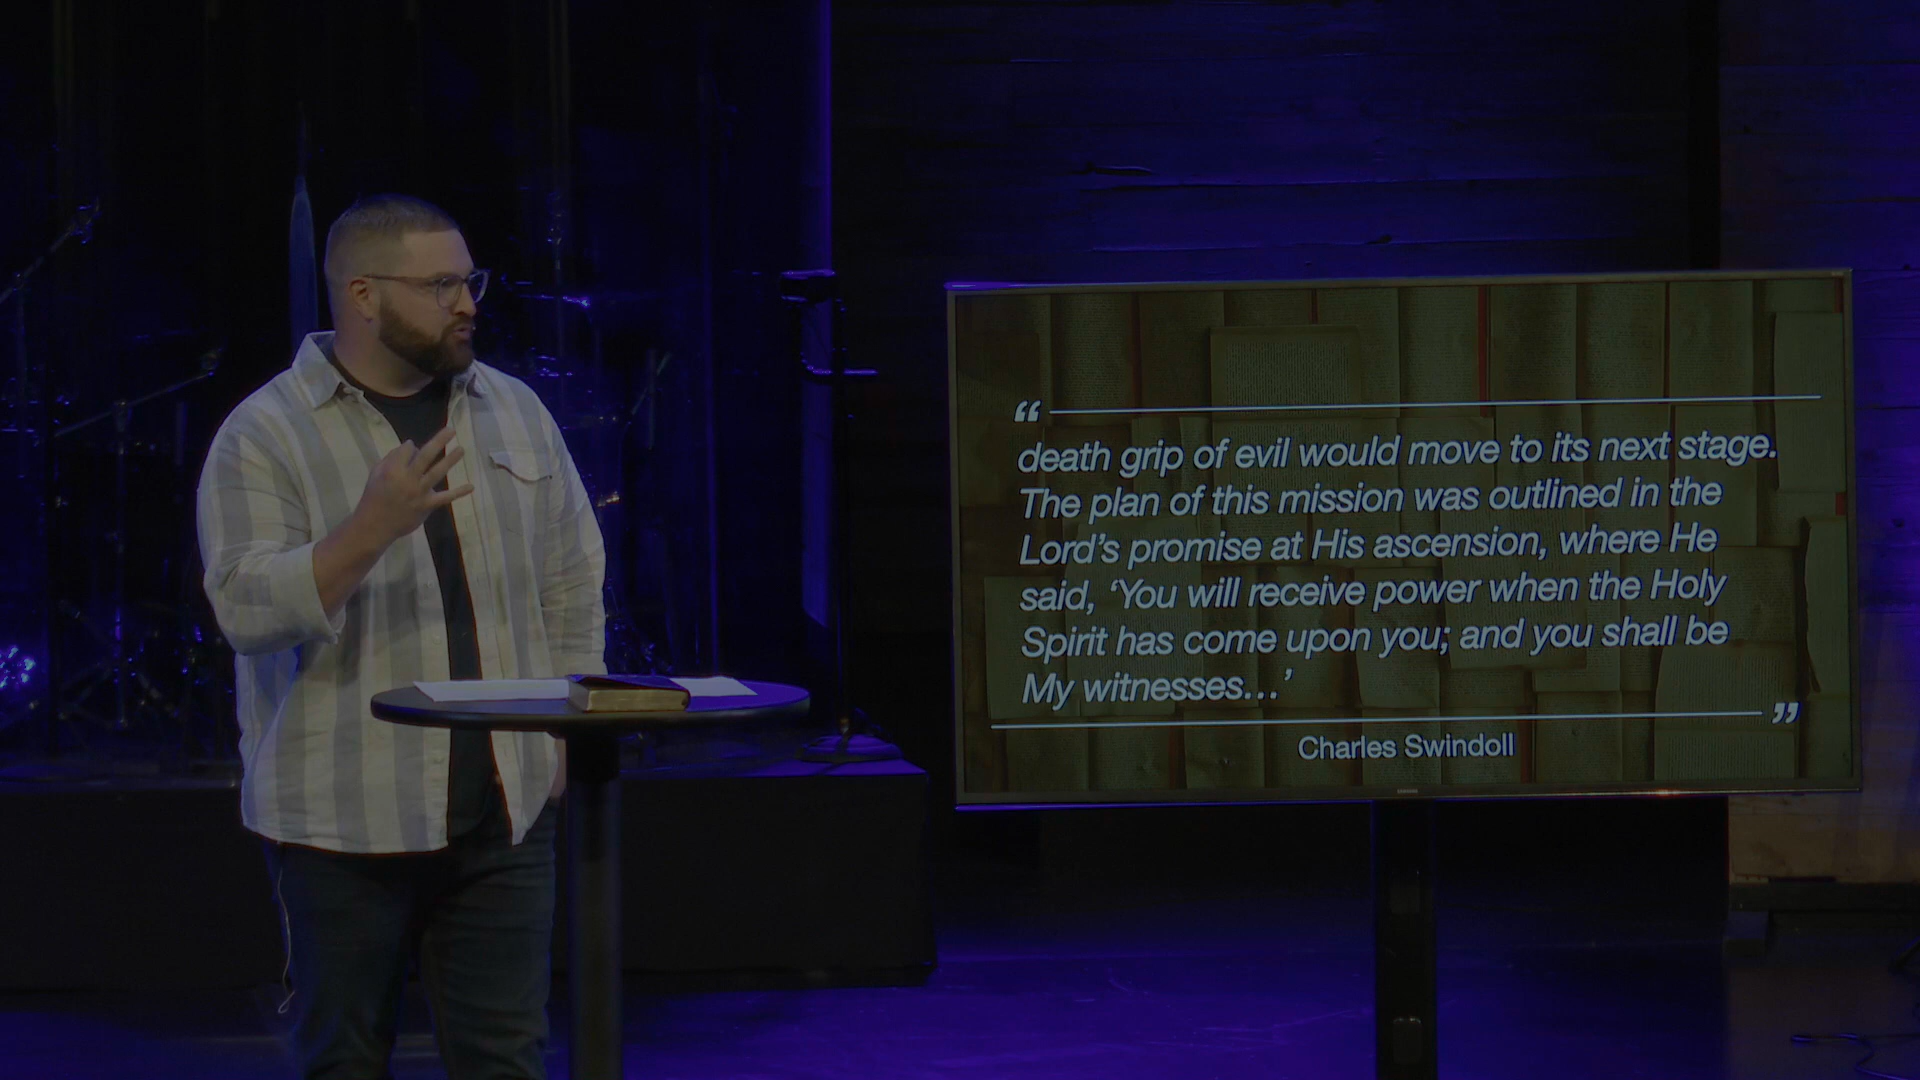 “
death grip of evil would move to its next stage.
The plan of this mission was outlined in the
Lord’s promise at His ascension, where He
said, ‘You will receive power when the Holy
Spirit has come upon you; and you shall be
My witnesses…’
”
Charles Swindoll